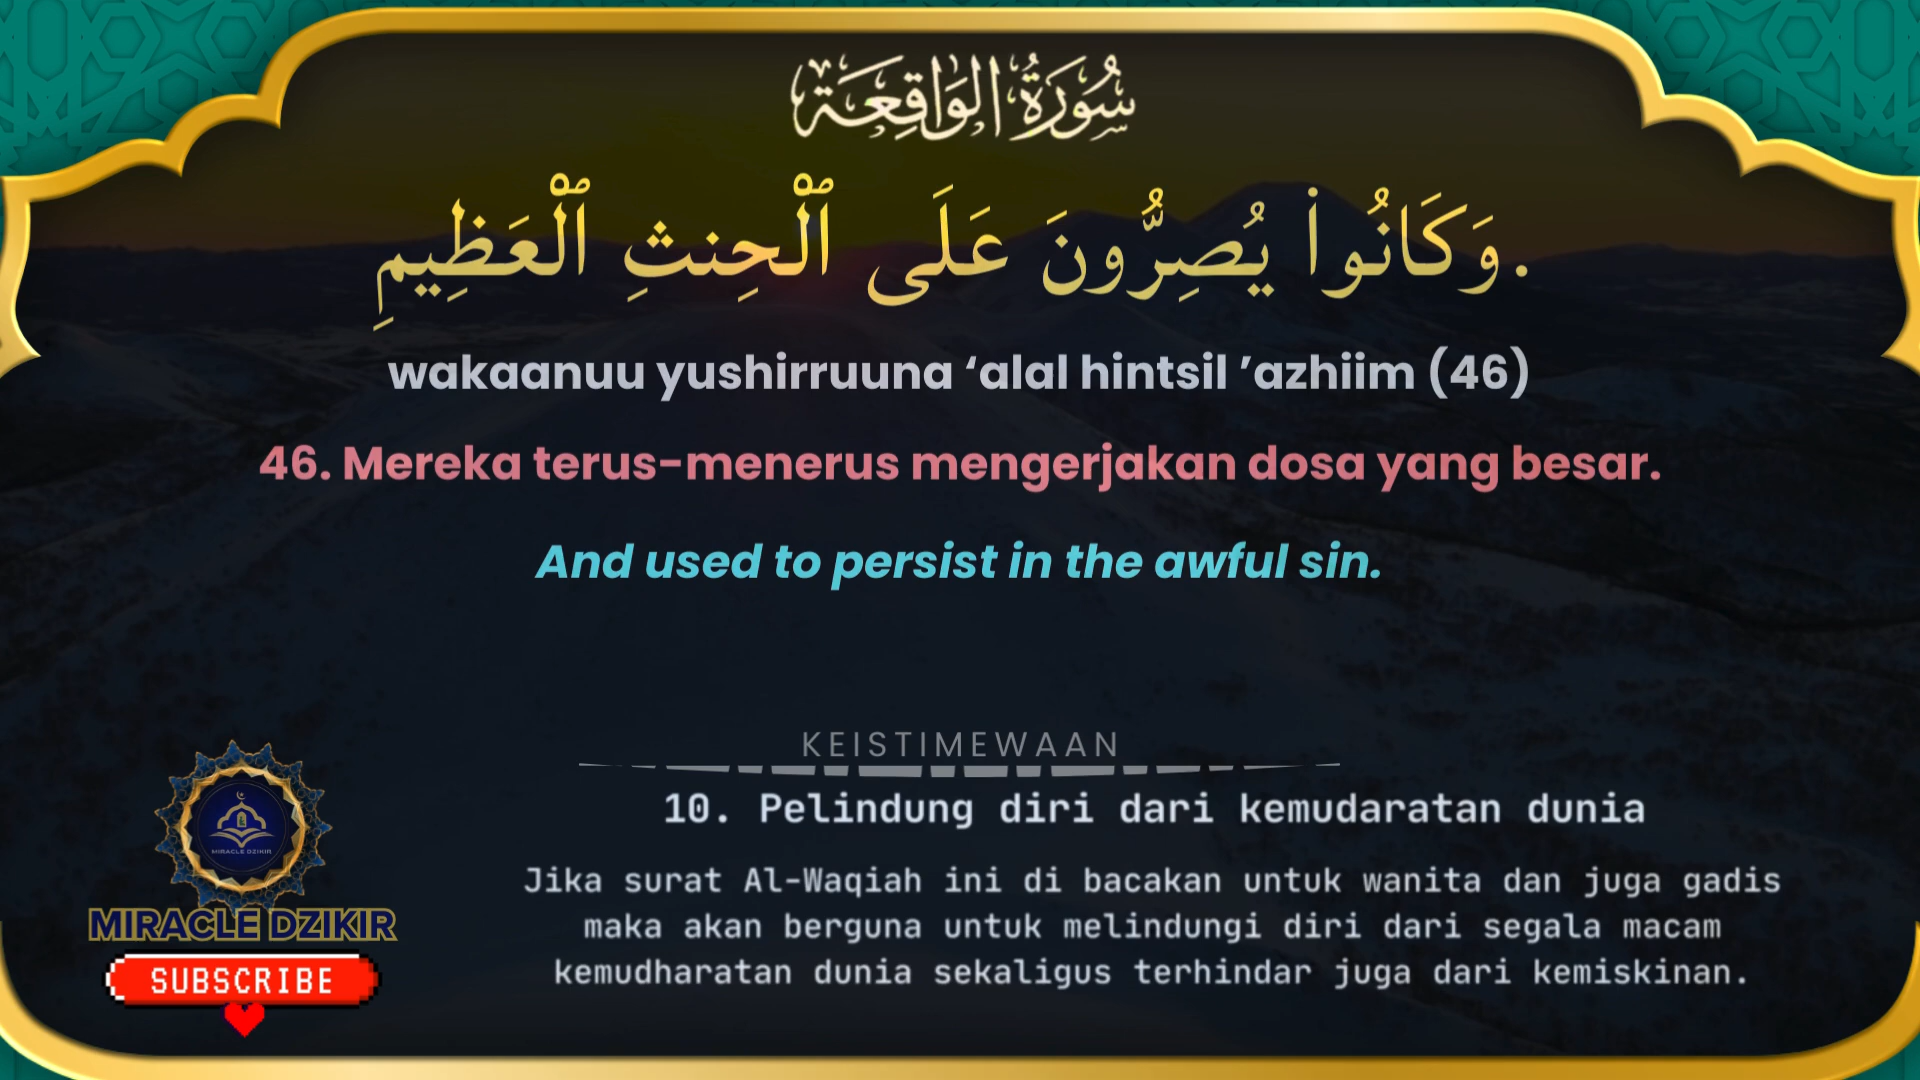 سُورَةُ الوَاقِعَة
وَكَانُوا۟ يُصِرُّونَ عَلَى ٱلْحِنثِ ٱلْعَظِيمِ.
wakaanuu yushirruuna ‘alal hintsil ’azhiim (46)
46. Mereka terus-menerus mengerjakan dosa yang besar.
And used to persist in the awful sin.
KEISTIMEWAAN
10. Pelindung diri dari kemudaratan dunia
Jika surat Al-Waqiah ini di bacakan untuk wanita dan juga gadis
maka akan berguna untuk melindungi diri dari segala macam
kemudharatan dunia sekaligus terhindar juga dari kemiskinan.
MIRACLE DZIKIR
MIRACLE DZIKIR
SUBSCRIBE